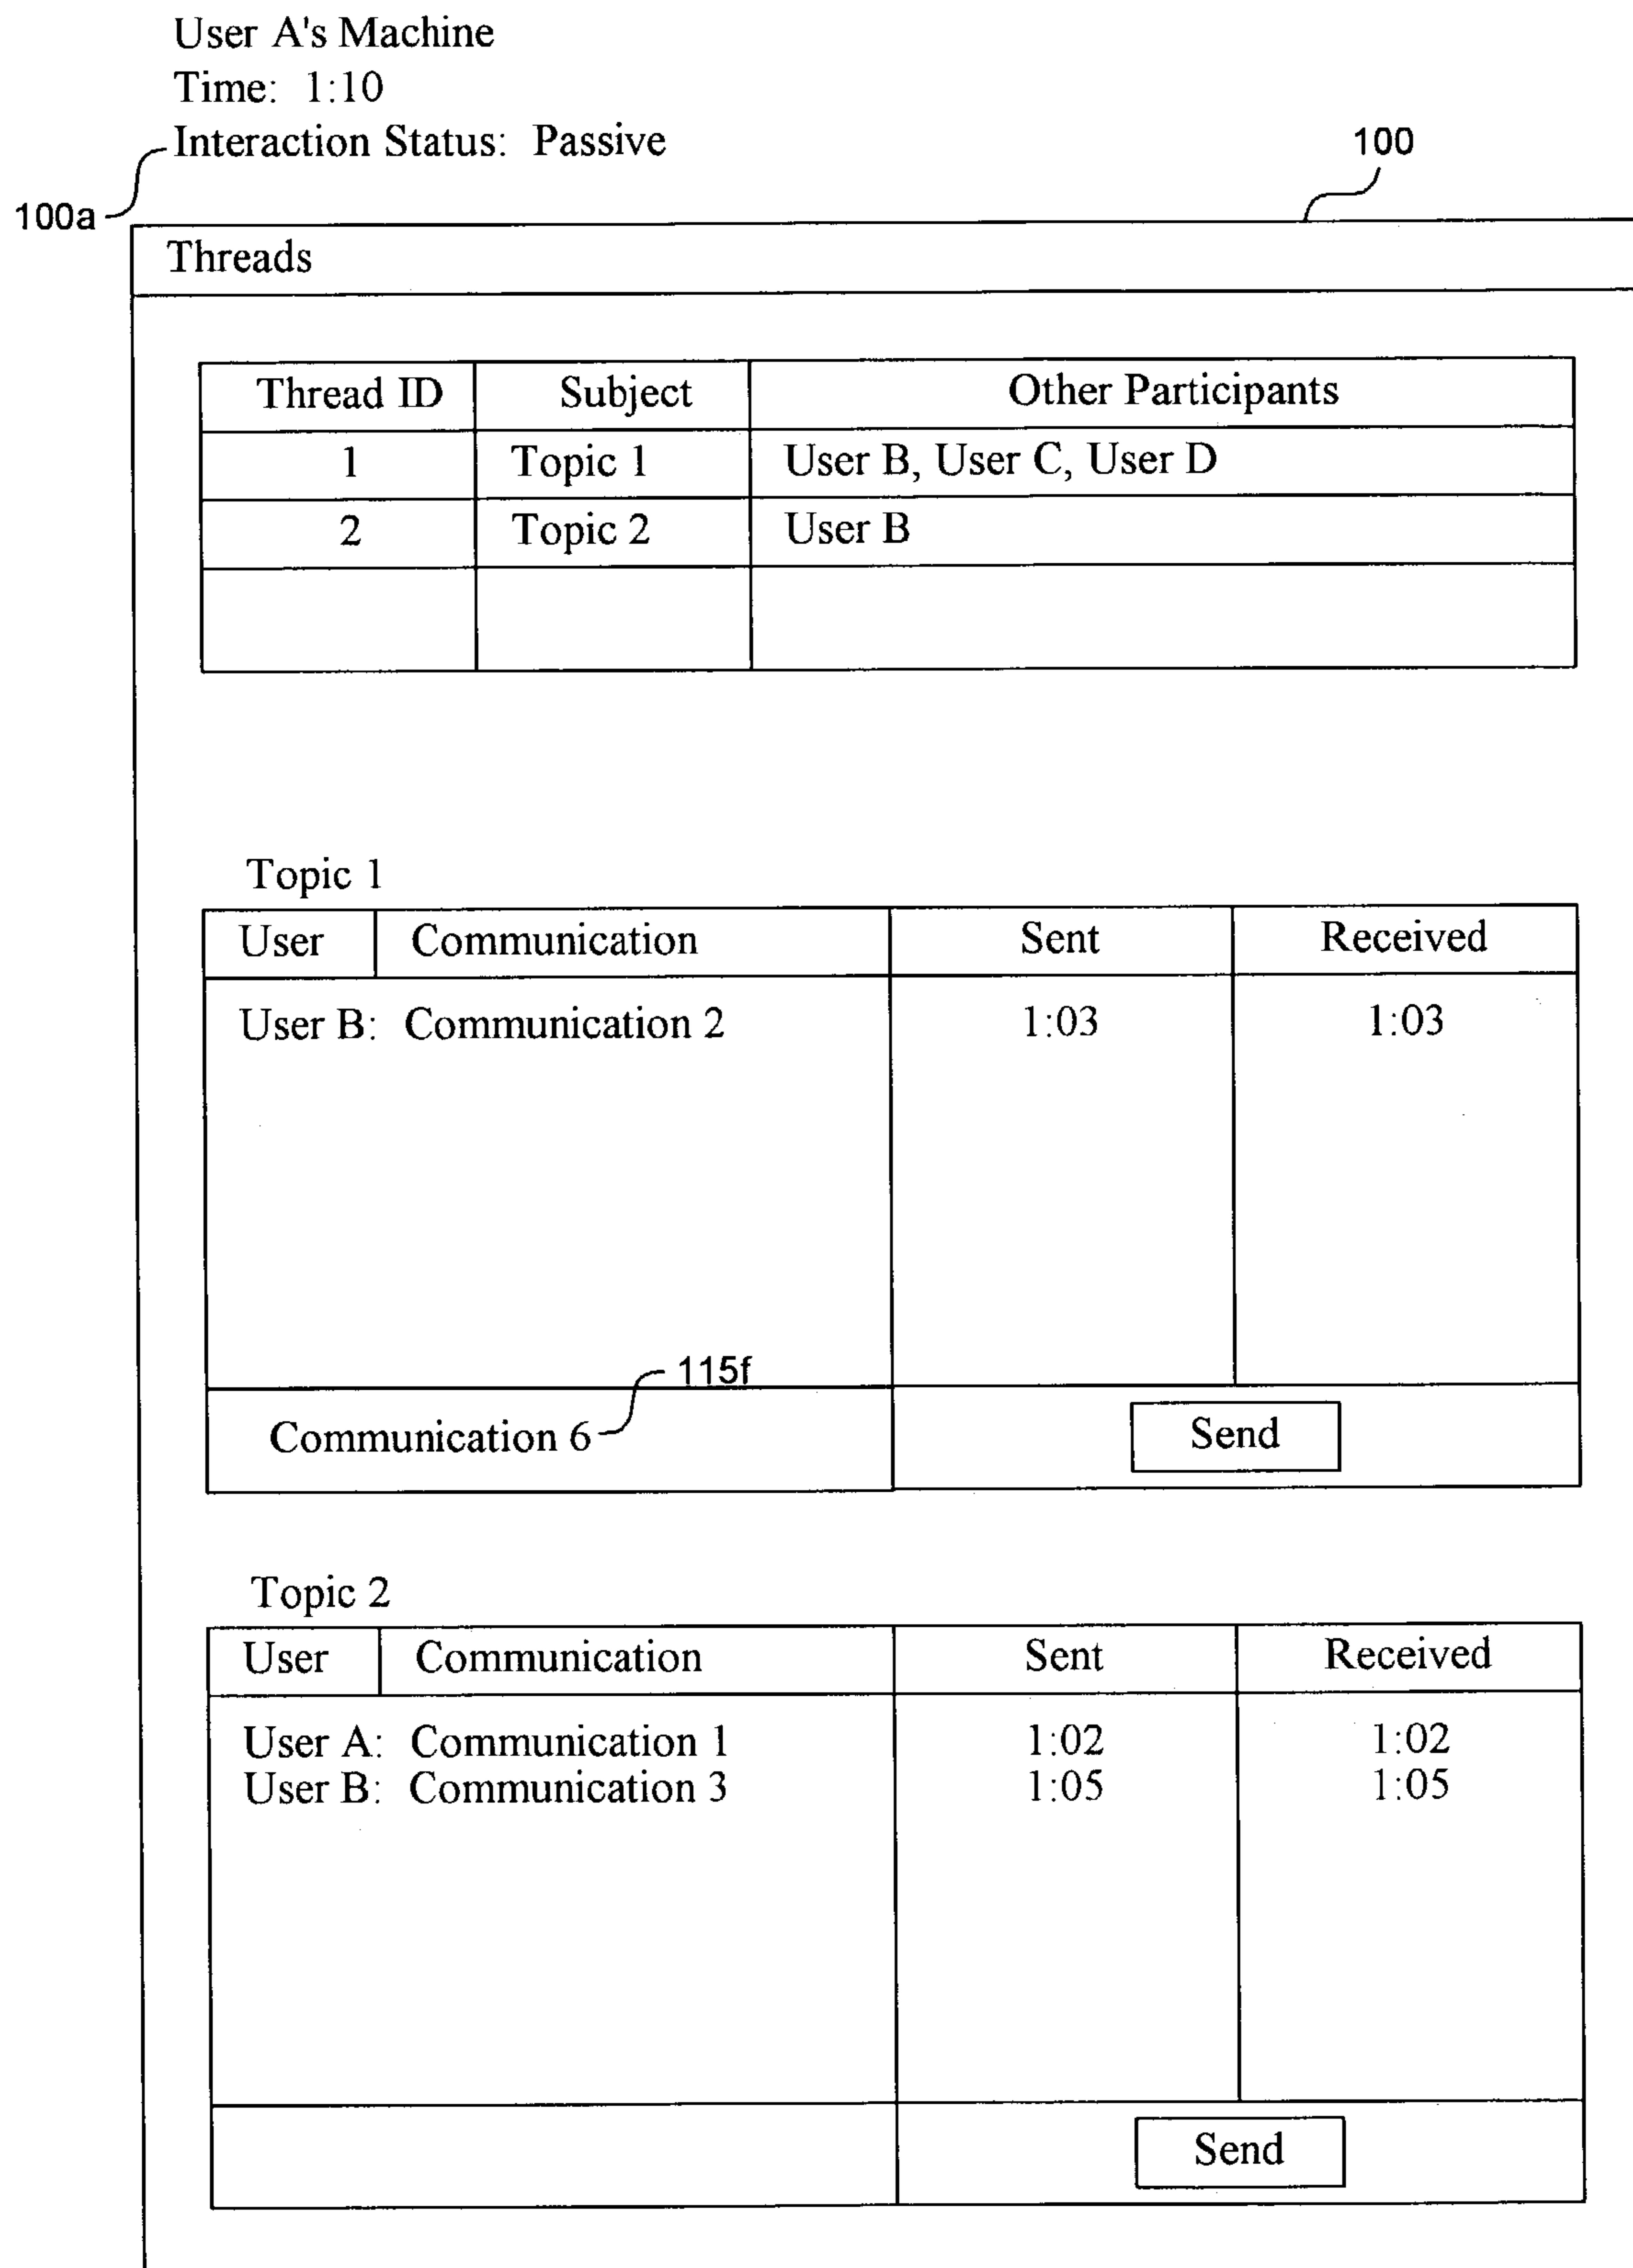 User A's Machine
Time: 1:10
Interaction Status: Passive
100
100a
Threads
Thread ID Subject Other Participants
1 Topic 1 User B, User C, User D
2 Topic 2 User B
Topic 1
User Communication Sent Received
User B: Communication 2 1:03 1:03
115f
Communication 6 Send
Topic 2
User Communication Sent Received
User A: Communication 1 1:02 1:02
User B: Communication 3 1:05 1:05
Send